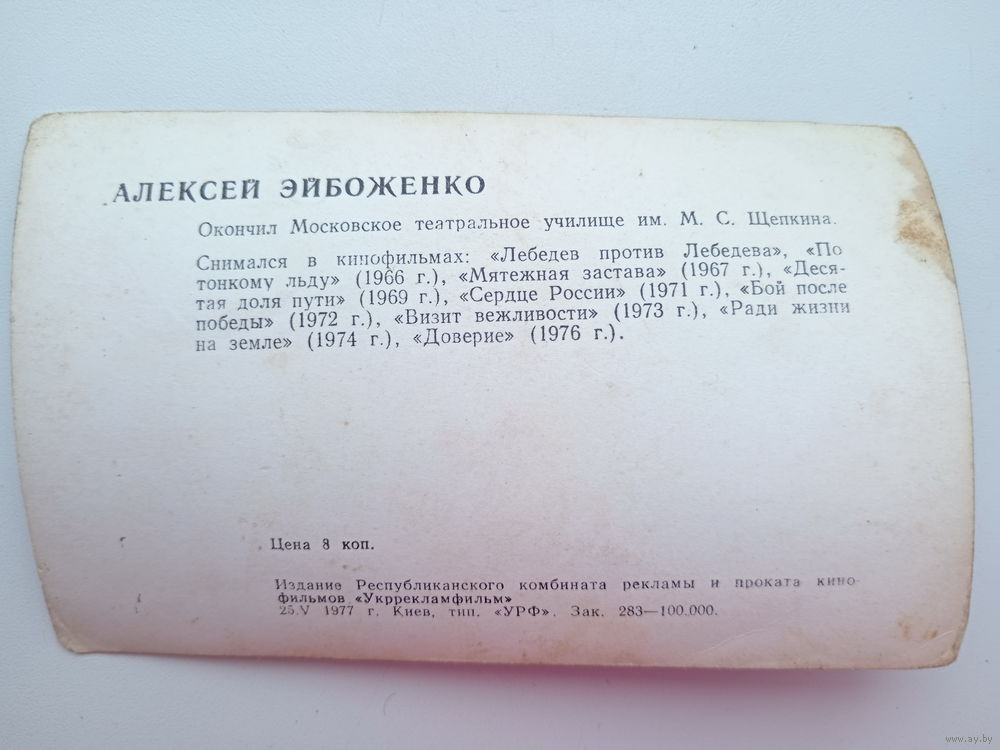 АЛЕКСЕЙ ЭЙБОЖЕНКО
Окончил Московское театральное училище им. М. С. Щепкина.
Снимался в кинофильмах: «Лебедев против Лебедева», «По
тонкому льду» (1966 г.), «Мятежная застава» (1967 г.), «Деся-
тая доля пути» (1969 г.), «Сердце России» (1971 г.), «Бой после
победы» (1972 г.), «Визит вежливости» (1973 г.), «Ради жизни
на земле» (1974 г.), «Доверие» (1976 г.).
Цена 8 коп.
Издание Республиканского комбината рекламы и проката кино-
фильмов «Укррекламфильм»
25.V 1977 г. Киев, тип. «УРФ». Зак. 283—100.000.
www.ay.by